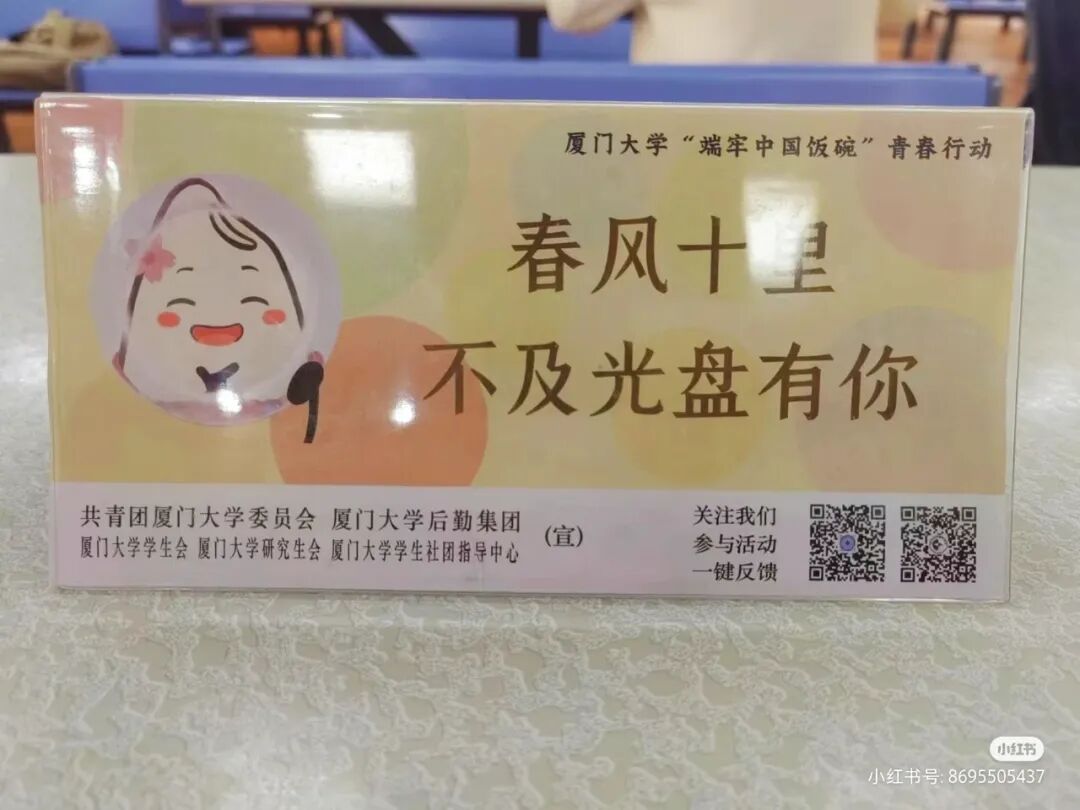 厦门大学“端牢中国饭碗”青春行动
春风十里
不及光盘有你
共青团厦门大学委员会 厦门大学后勤集团
厦门大学学生会 厦门大学研究生会 厦门大学学生社团指导中心
(宣)
关注我们
参与活动
一键反馈
小红书
小红书号: 8695505437